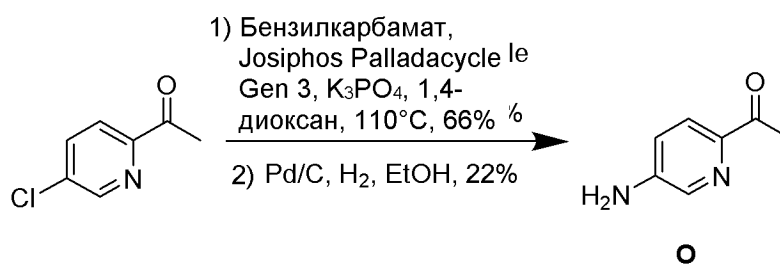 1) Бензилкарбамат,
Josiphos Palladacycle le
Gen 3, K₃PO₄, 1,4-
диоксан, 110°C, 66% %
2) Pd/C, H₂, EtOH, 22%
O
N
Cl
O
N
H₂N
O